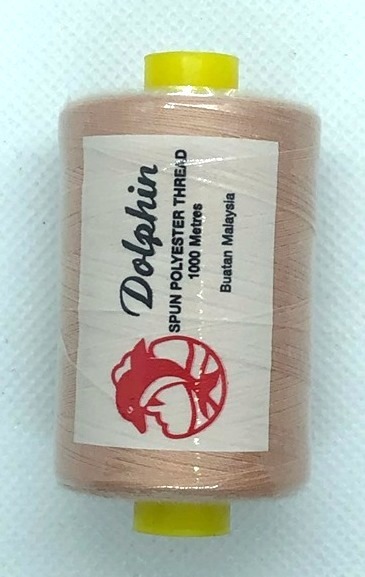 Dolphin
SPUN POLYESTER THREAD
1000 Metres
Buatan Malaysia